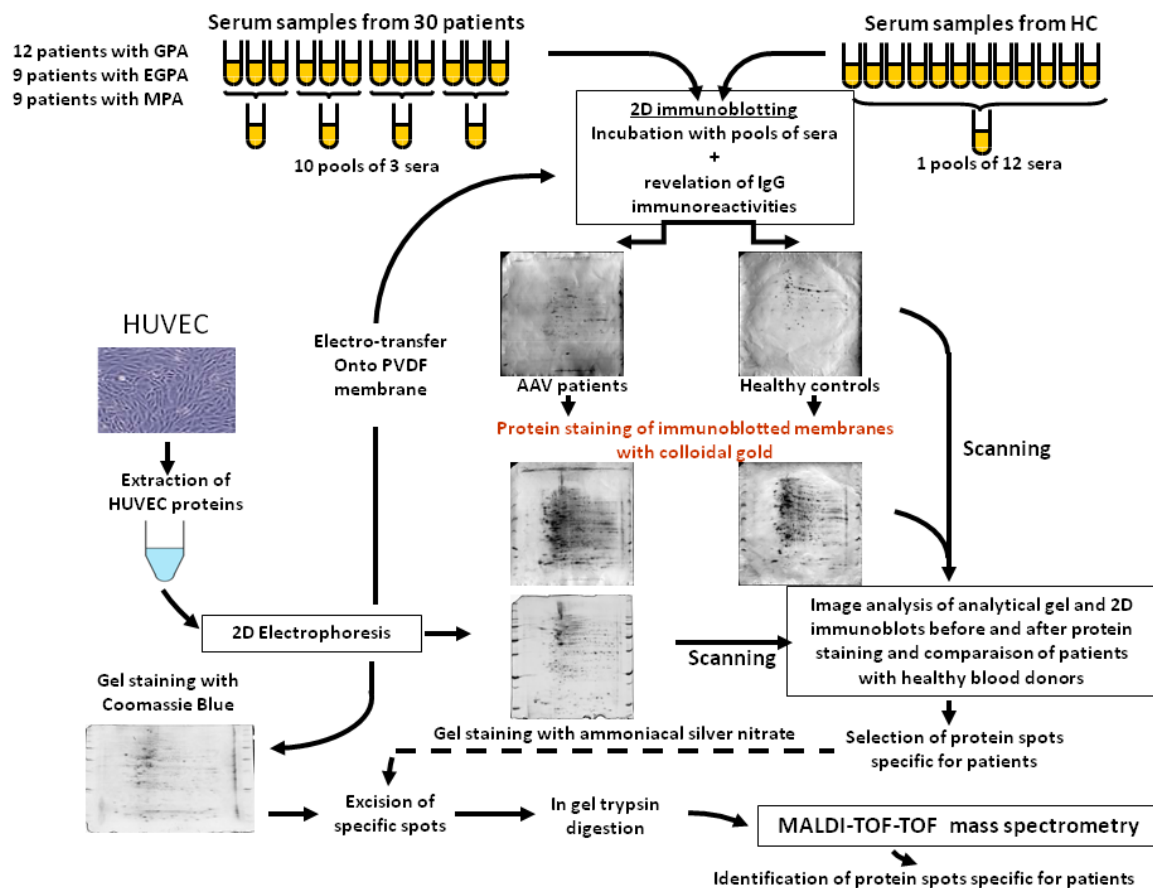 Serum samples from 30 patients
Serum samples from HC
12 patients with GPA
9 patients with EGPA
9 patients with MPA
10 pools of 3 sera
1 pools of 12 sera
2D immunoblotting
Incubation with pools of sera
+
revelation of IgG
immunoreactivities
HUVEC
Electro-transfer
Onto PVDF
membrane
AAV patients
Healthy controls
Protein staining of immunoblotted membranes
with colloidal gold
Scanning
Extraction of
HUVEC proteins
2D Electrophoresis
Scanning
Image analysis of analytical gel and 2D
immunoblots before and after protein
staining and comparaison of patients
with healthy blood donors
Gel staining with
Coomassie Blue
Gel staining with ammoniacal silver nitrate
Selection of protein spots
specific for patients
Excision of
specific spots
In gel trypsin
digestion
MALDI-TOF-TOF mass spectrometry
Identification of protein spots specific for patients